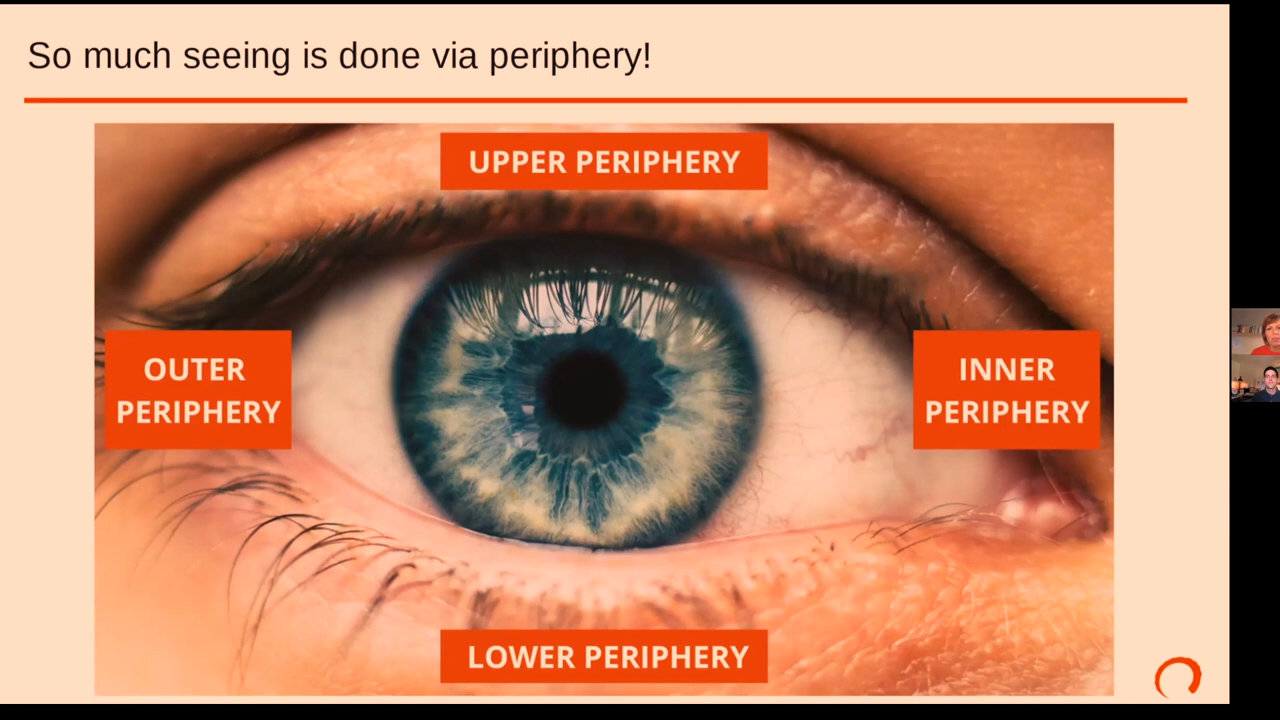 So much seeing is done via periphery!
UPPER PERIPHERY
OUTER
PERIPHERY
INNER
PERIPHERY
LOWER PERIPHERY